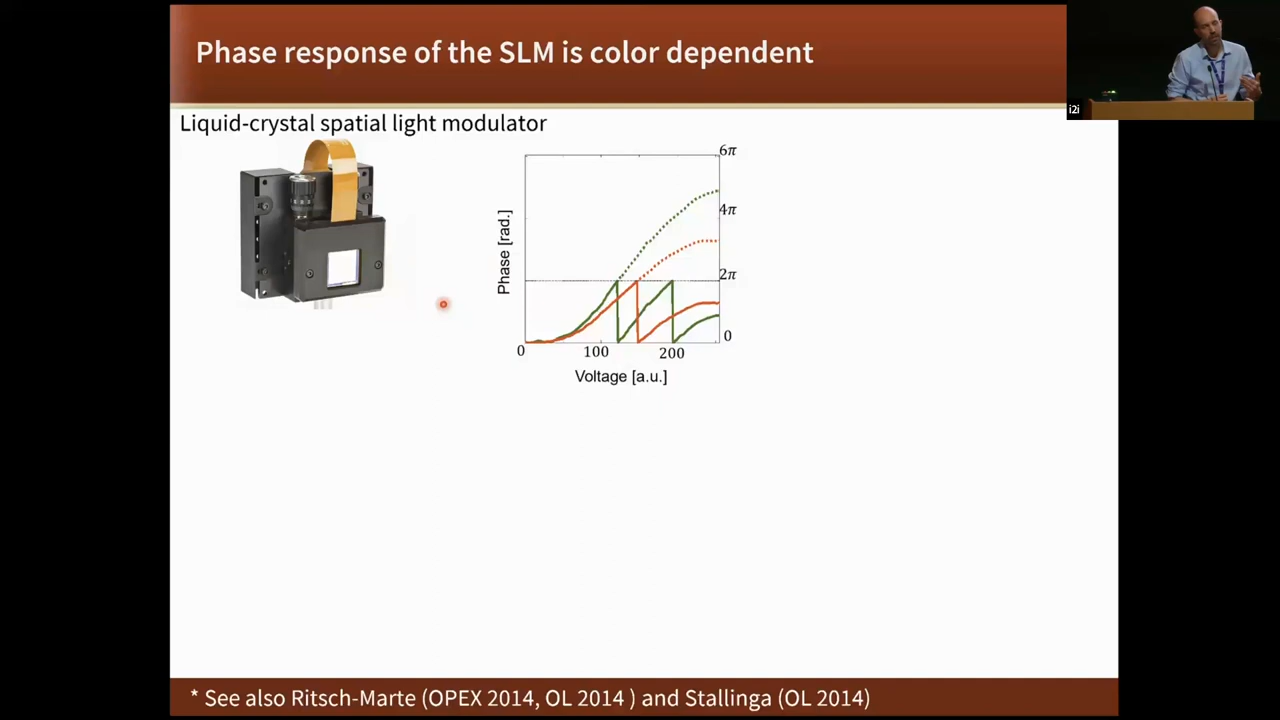 Phase response of the SLM is color dependent
i2i
Liquid-crystal spatial light modulator
6π
4π
2π
0
Phase [rad.]
0 100 200
Voltage [a.u.]
* See also Ritsch-Marte (OPEX 2014, OL 2014 ) and Stallinga (OL 2014)